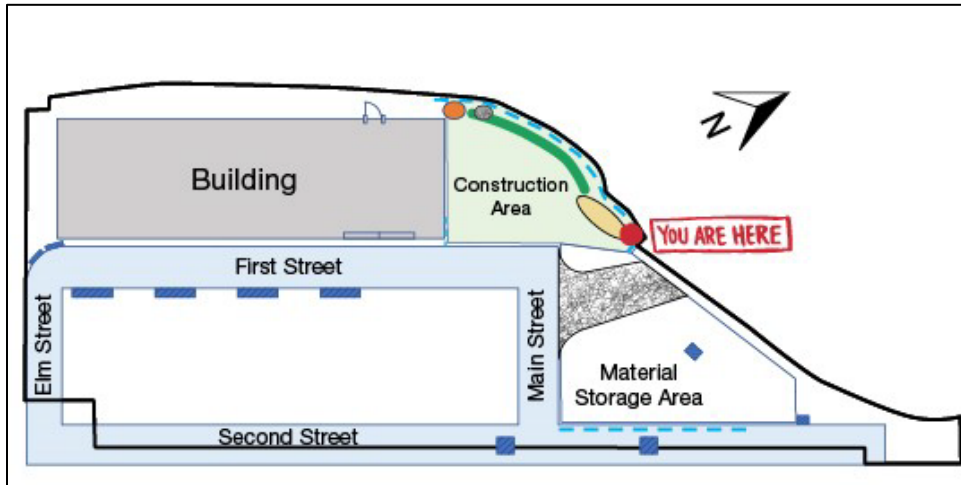 N
Building
Construction
Area
YOU ARE HERE
First Street
Elm Street
Main Street
Material
Storage Area
Second Street